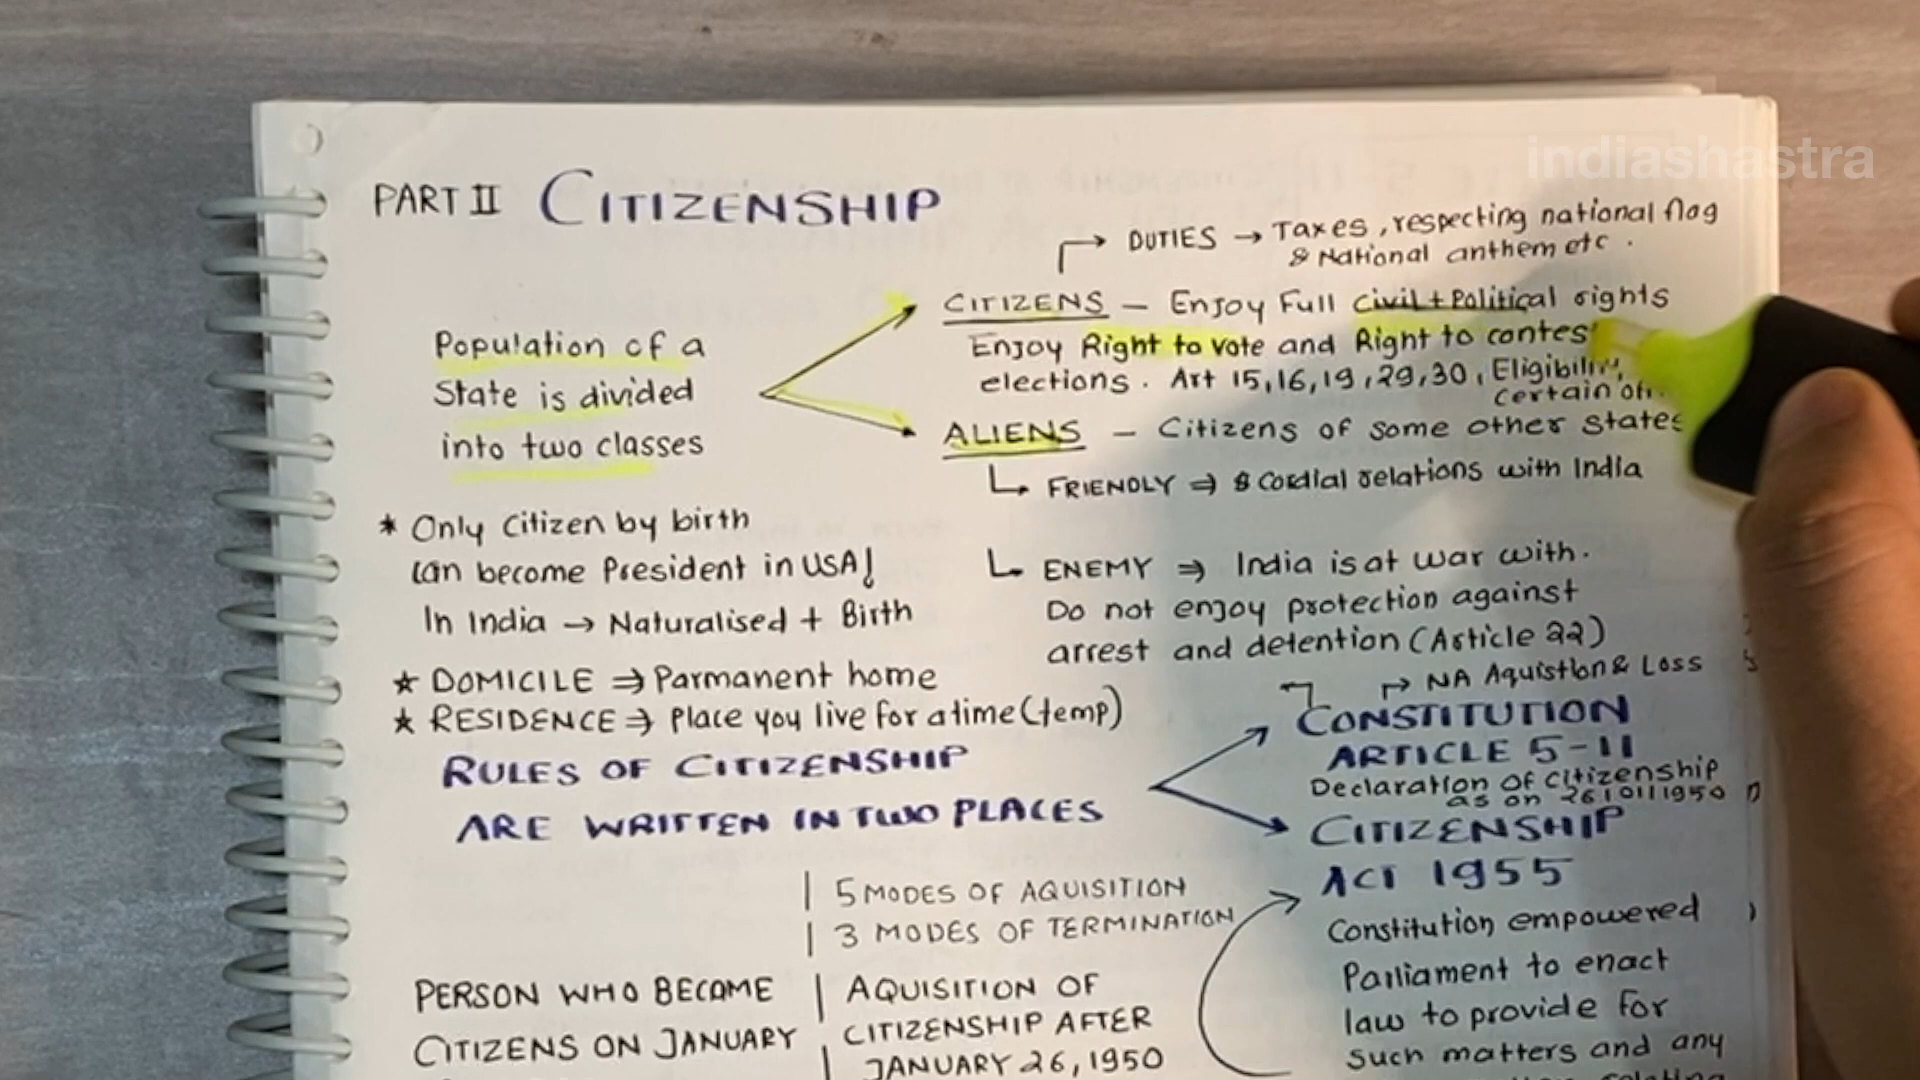 indiashastra
PART II CITIZENSHIP
DUTIES → Taxes, respecting national flag
& National anthem etc.
Population of a
State is divided
into two classes
CITIZENS — Enjoy Full civil + Political rights
Enjoy Right to vote and Right to contes
elections. Art 15,16,19,29,30, Eligibility,
certain of
ALIENS — Citizens of some other states
FRIENDLY ⇒ Cordial relations with India
ENEMY ⇒ India is at war with.
Do not enjoy protection against
arrest and detention (Article 22)
* Only Citizen by birth
can become President in USA!
In India → Naturalised + Birth
★ DOMICILE ⇒ Parmanent home
★ RESIDENCE ⇒ Place you live for a time (temp)
RULES OF CITIZENSHIP
ARE WRITTEN IN TWO PLACES
NA Aquistion & Loss
CONSTITUTION
ARTICLE 5-11
Declaration of citizenship
as on 26|01|1950
CITIZENSHIP
ACT 1955
Constitution empowered
Parliament to enact
law to provide for
such matters and any
relating
5 MODES OF AQUISITION
3 MODES OF TERMINATION
PERSON WHO BECAME
CITIZENS ON JANUARY
AQUISITION OF
CITIZENSHIP AFTER
JANUARY 26, 1950